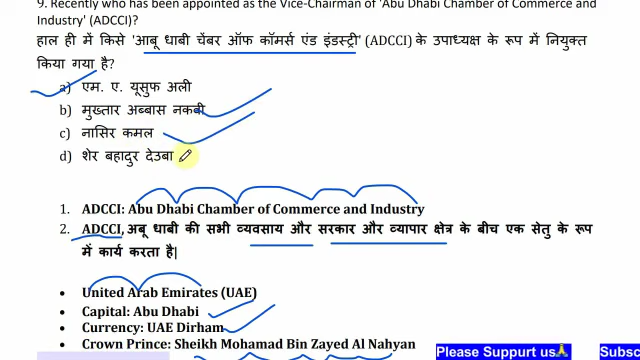 9. Recently who has been appointed as the Vice-Chairman of 'Abu Dhabi Chamber of Commerce and
Industry' (ADCCI)?
हाल ही में किसे 'आबू धाबी चेंबर ऑफ कॉमर्स एंड इंडस्ट्री' (ADCCI) के उपाध्यक्ष के रूप में नियुक्त
किया गया है?
a) एम. ए. यूसुफ अली
b) मुख्तार अब्बास नकबी
c) नासिर कमल
d) शेर बहादुर देउबा
1. ADCCI: Abu Dhabi Chamber of Commerce and Industry
2. ADCCI, अबू धाबी की सभी व्यवसाय और सरकार और व्यापार क्षेत्र के बीच एक सेतु के रूप
में कार्य करता है|
• United Arab Emirates (UAE)
• Capital: Abu Dhabi
• Currency: UAE Dirham
• Crown Prince: Sheikh Mohamad Bin Zayed Al Nahyan
Please Suppurt us🙏 Subsc